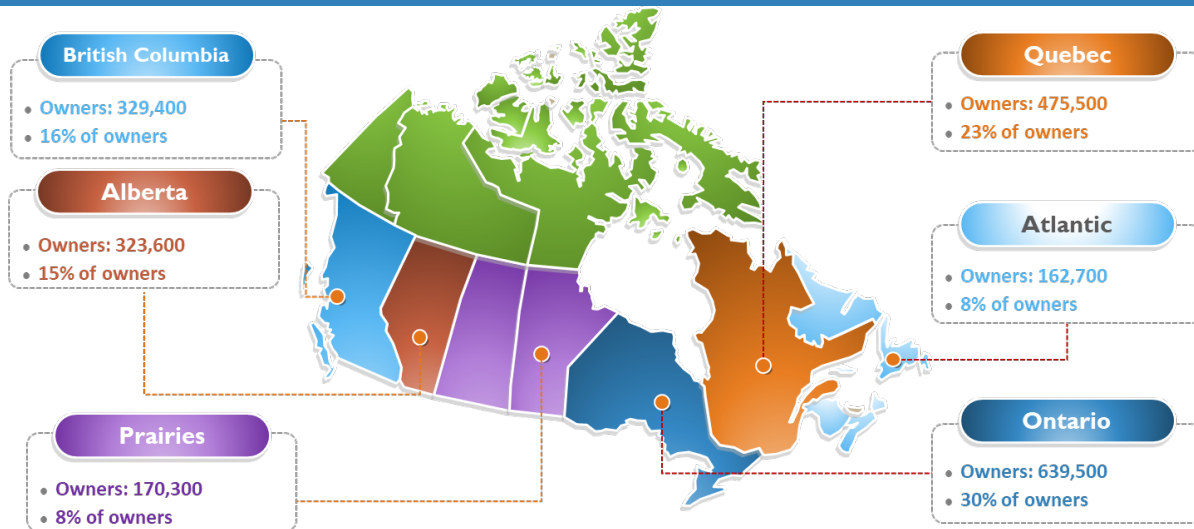 British Columbia
Owners: 329,400
16% of owners
Alberta
Owners: 323,600
15% of owners
Prairies
Owners: 170,300
8% of owners
Quebec
Owners: 475,500
23% of owners
Atlantic
Owners: 162,700
8% of owners
Ontario
Owners: 639,500
30% of owners